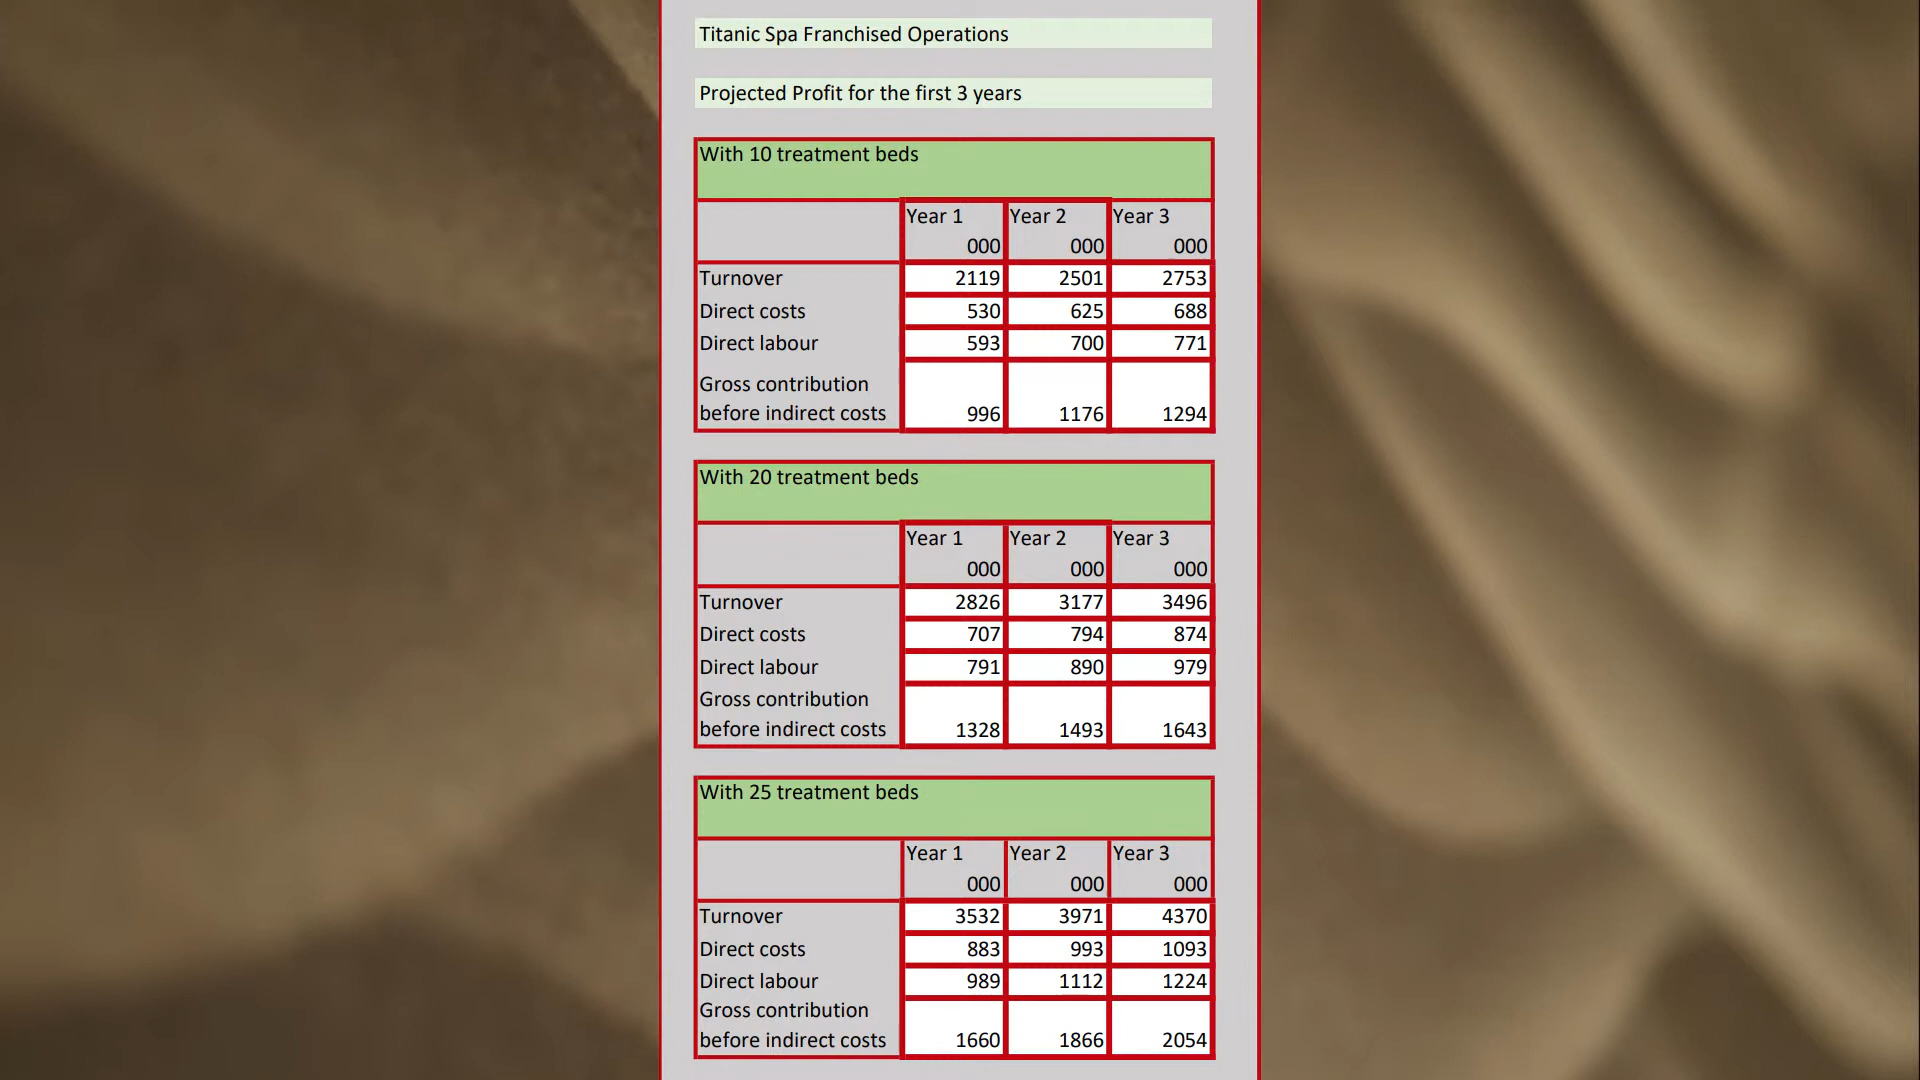 Titanic Spa Franchised Operations
Projected Profit for the first 3 years
With 10 treatment beds
Year 1 Year 2 Year 3
000 000 000
Turnover 2119 2501 2753
Direct costs 530 625 688
Direct labour 593 700 771
Gross contribution
before indirect costs 996 1176 1294
With 20 treatment beds
Year 1 Year 2 Year 3
000 000 000
Turnover 2826 3177 3496
Direct costs 707 794 874
Direct labour 791 890 979
Gross contribution
before indirect costs 1328 1493 1643
With 25 treatment beds
Year 1 Year 2 Year 3
000 000 000
Turnover 3532 3971 4370
Direct costs 883 993 1093
Direct labour 989 1112 1224
Gross contribution
before indirect costs 1660 1866 2054